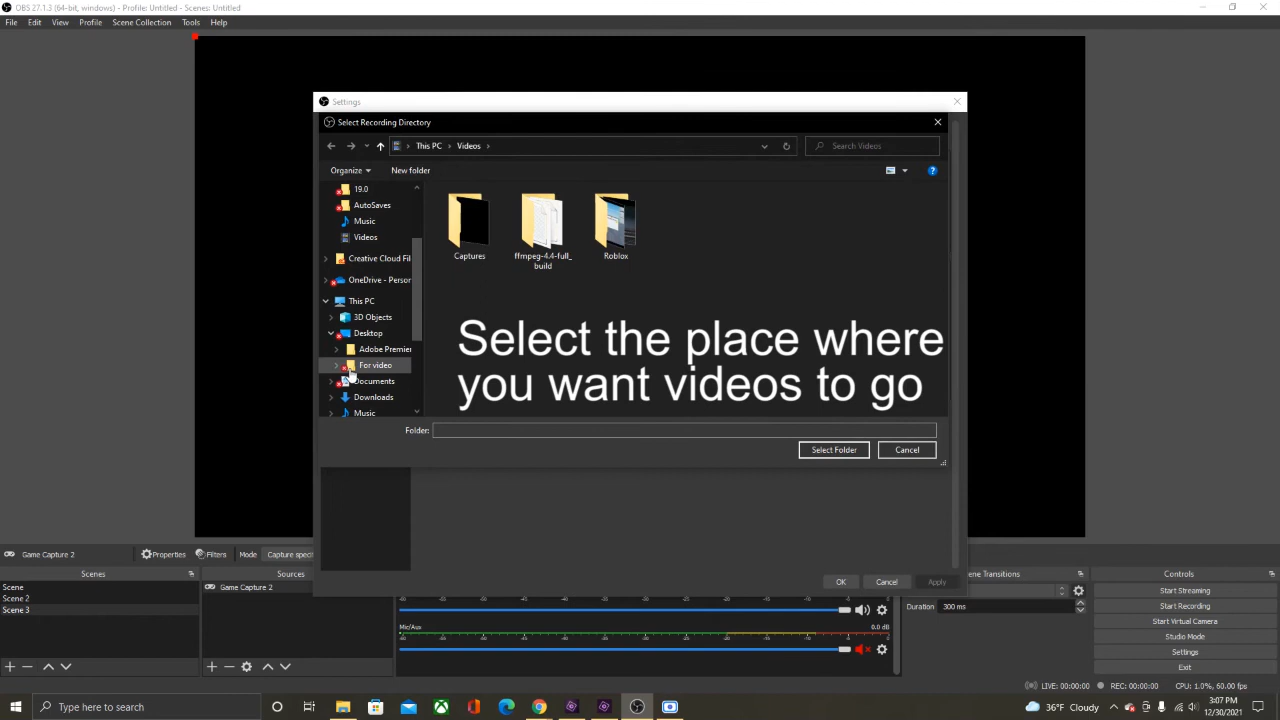 OBS 27.1.3 (64-bit, windows) - Profile: Untitled - Scenes: Untitled
File Edit View Profile Scene Collection Tools Help
Settings
Select Recording Directory
This PC > Videos >
Search Videos
Organize New folder
19.0
AutoSaves
Music
Videos
Creative Cloud Fil
OneDrive - Person
This PC
3D Objects
Desktop
Adobe Premier
For video
Documents
Downloads
Music
Captures
ffmpeg-4.4-full_
build
Roblox
Select the place where
you want videos to go
Folder:
Select Folder Cancel
Game Capture 2 Properties Filters Mode Capture speci
Scenes
Scene
Scene 2
Scene 3
Sources
Game Capture 2
OK Cancel Apply
Mic/Aux 0.0 dB
ene Transitions
Duration 300 ms
Controls
Start Streaming
Start Recording
Start Virtual Camera
Studio Mode
Settings
Exit
LIVE: 00:00:00 REC: 00:00:00 CPU: 1.0%, 60.00 fps
Type here to search
36°F Cloudy
3:07 PM
12/30/2021